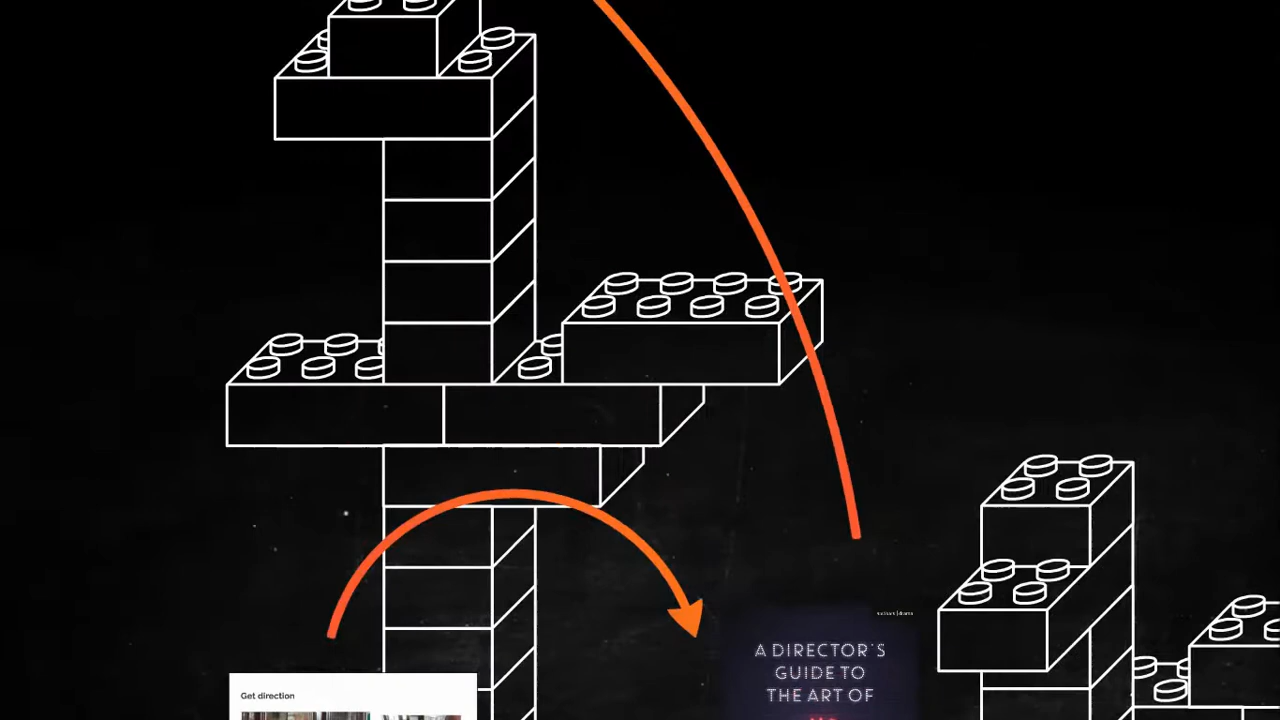 Get direction
A DIRECTOR'S
GUIDE TO
THE ART OF